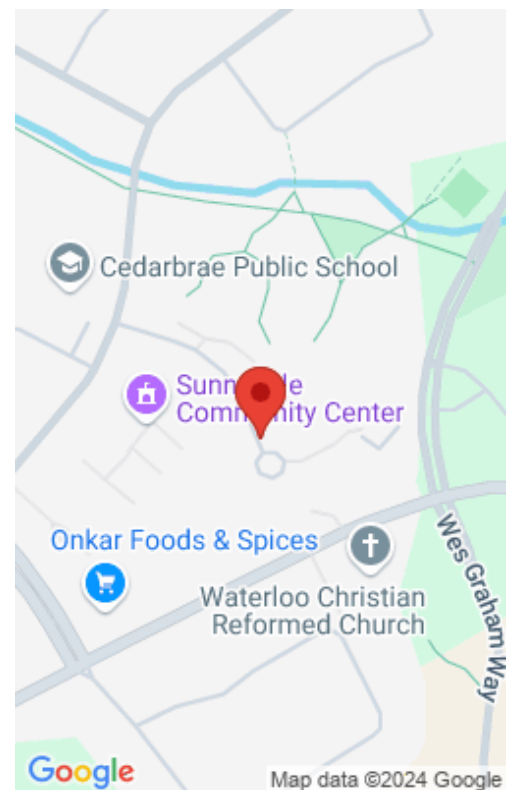 Cedarbrae Public School
Community Center
Onkar Foods & Spices
Waterloo Christian
Reformed Church
Wes Graham Way
Google
Map data ©2024 Google